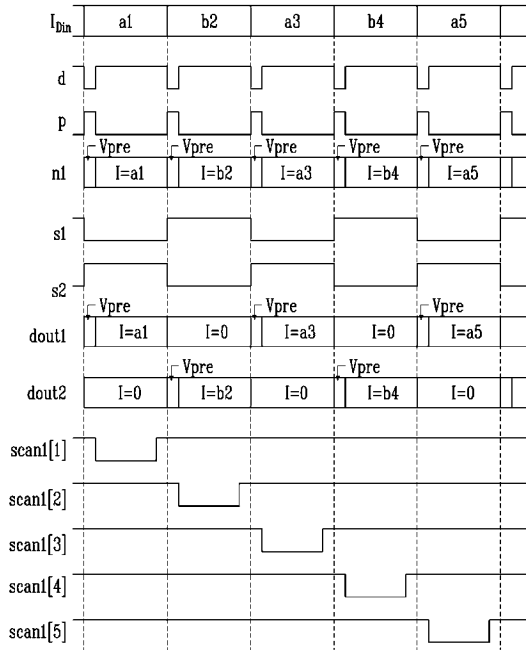 I_Din a1 b2 a3 b4 a5
d
p
Vpre Vpre Vpre Vpre Vpre
n1 I=a1 I=b2 I=a3 I=b4 I=a5
s1
s2
Vpre Vpre Vpre
dout1 I=a1 I=0 I=a3 I=0 I=a5
Vpre Vpre
dout2 I=0 I=b2 I=0 I=b4 I=0
scan1[1]
scan1[2]
scan1[3]
scan1[4]
scan1[5]